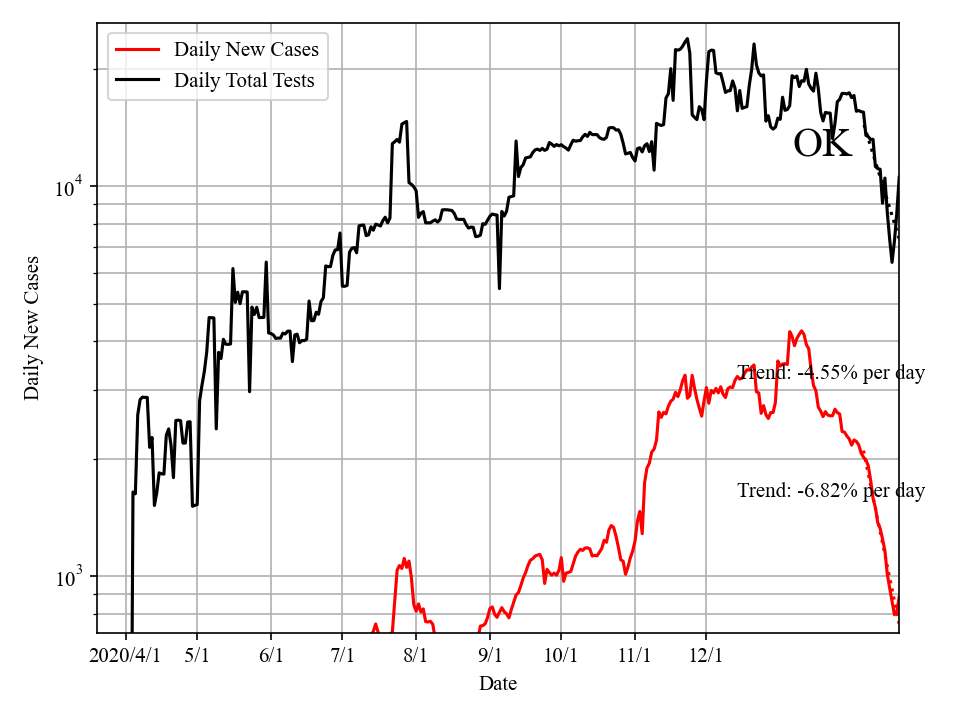 Daily New Cases
Daily Total Tests
OK
10^4
Trend: -4.55% per day
Daily New Cases
Trend: -6.82% per day
10^3
2020/4/1 5/1 6/1 7/1 8/1 9/1 10/1 11/1 12/1
Date